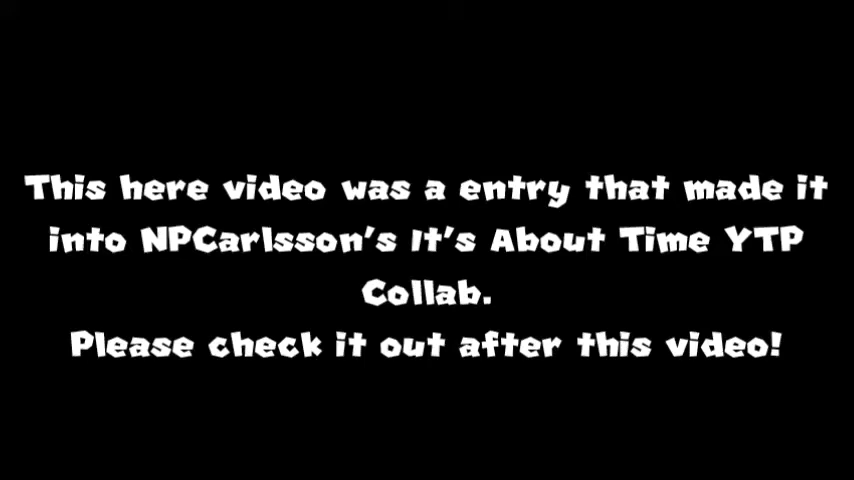 This here video was a entry that made it
into NPCarlsson's It's About Time YTP
Collab.
Please check it out after this video!